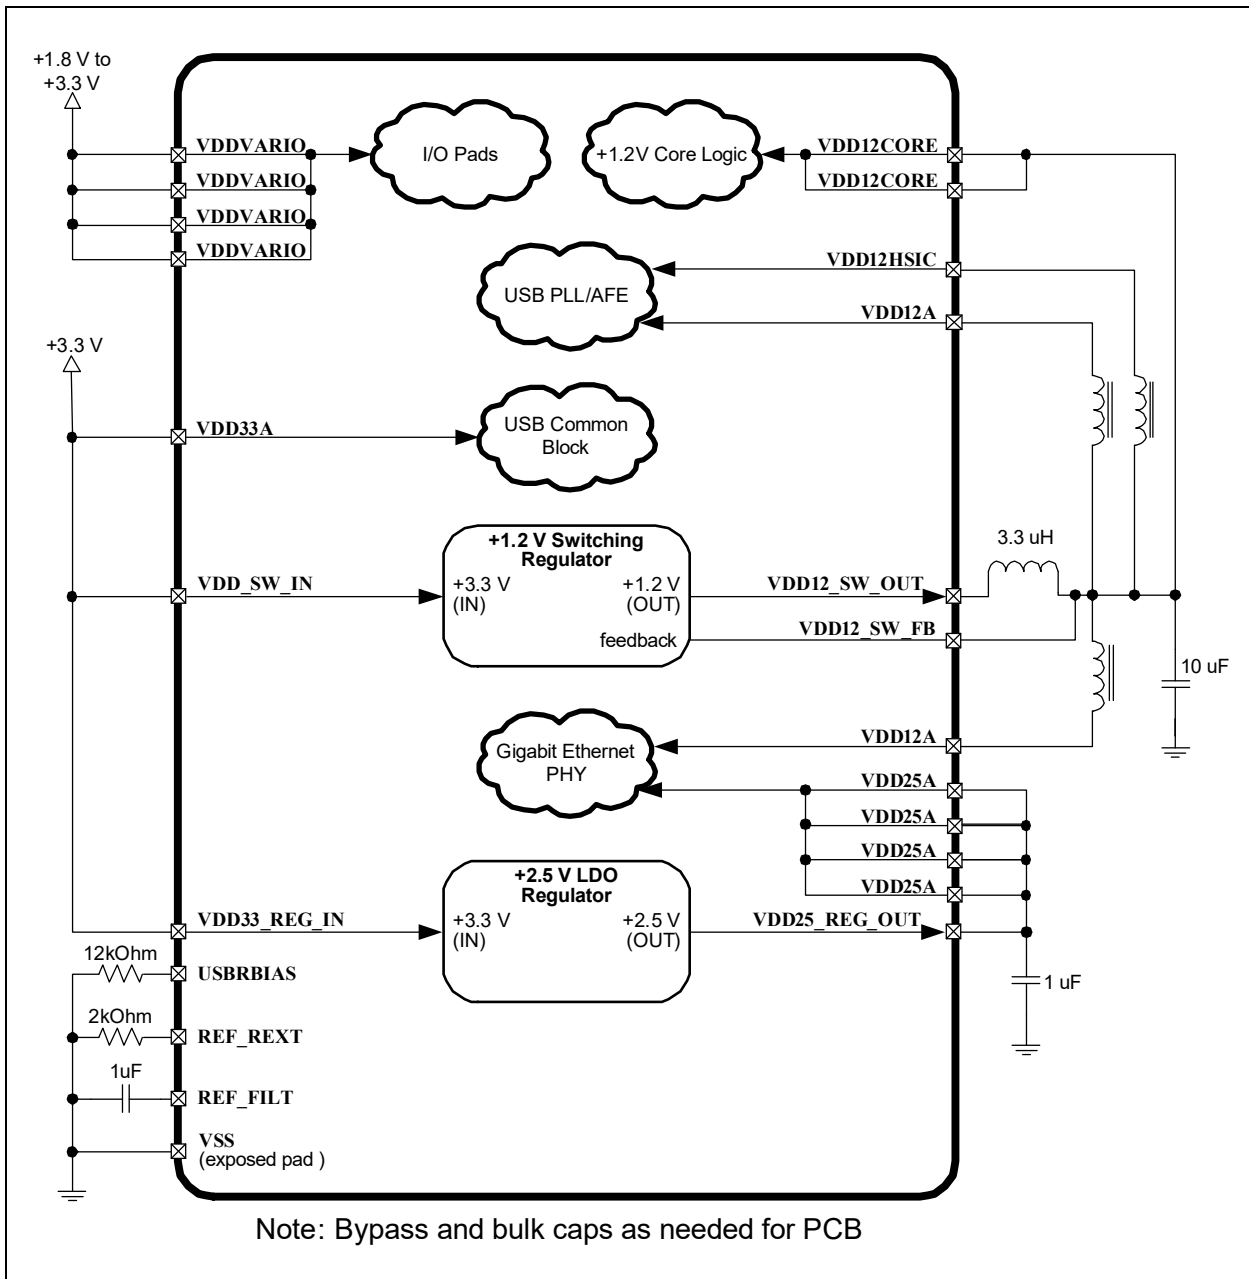 +1.8 V to
+3.3 V
VDDVARIO
VDDVARIO
VDDVARIO
VDDVARIO
I/O Pads
+1.2V Core Logic
VDD12CORE
VDD12CORE
USB PLL/AFE
VDD12HSIC
VDD12A
+3.3 V
VDD33A
USB Common
Block
+1.2 V Switching
Regulator
VDD_SW_IN
+3.3 V
(IN)
+1.2 V
(OUT)
feedback
VDD12_SW_OUT
VDD12_SW_FB
3.3 uH
10 uF
Gigabit Ethernet
PHY
VDD12A
VDD25A
VDD25A
VDD25A
VDD25A
+2.5 V LDO
Regulator
VDD33_REG_IN
+3.3 V
(IN)
+2.5 V
(OUT)
VDD25_REG_OUT
1 uF
12kOhm
USBRBIAS
2kOhm
REF_REXT
1uF
REF_FILT
VSS
(exposed pad )
Note: Bypass and bulk caps as needed for PCB